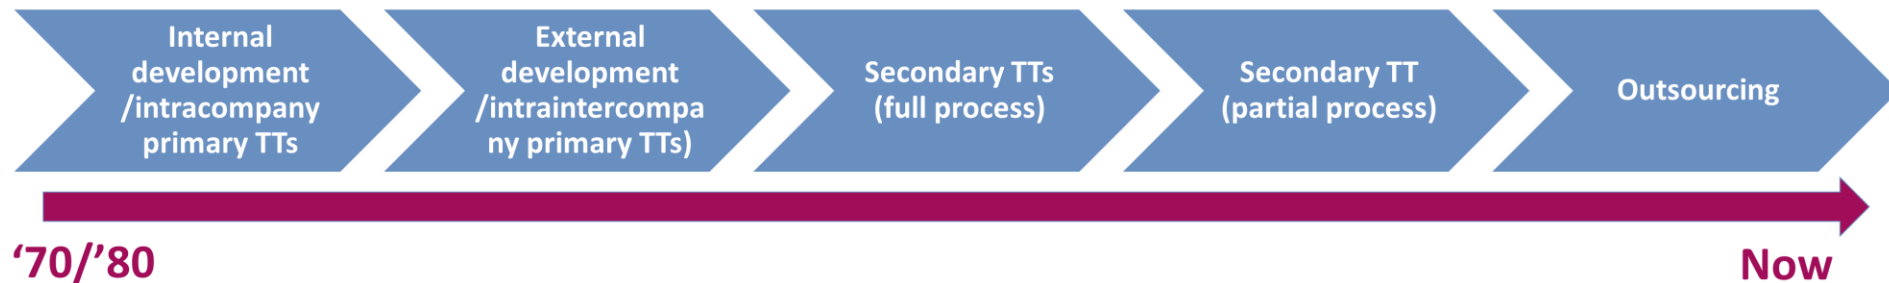 Internal
development
/intracompany
primary TTs
External
development
/intraintercompa
ny primary TTs)
Secondary TTs
(full process)
Secondary TT
(partial process)
Outsourcing
‘70/’80
Now